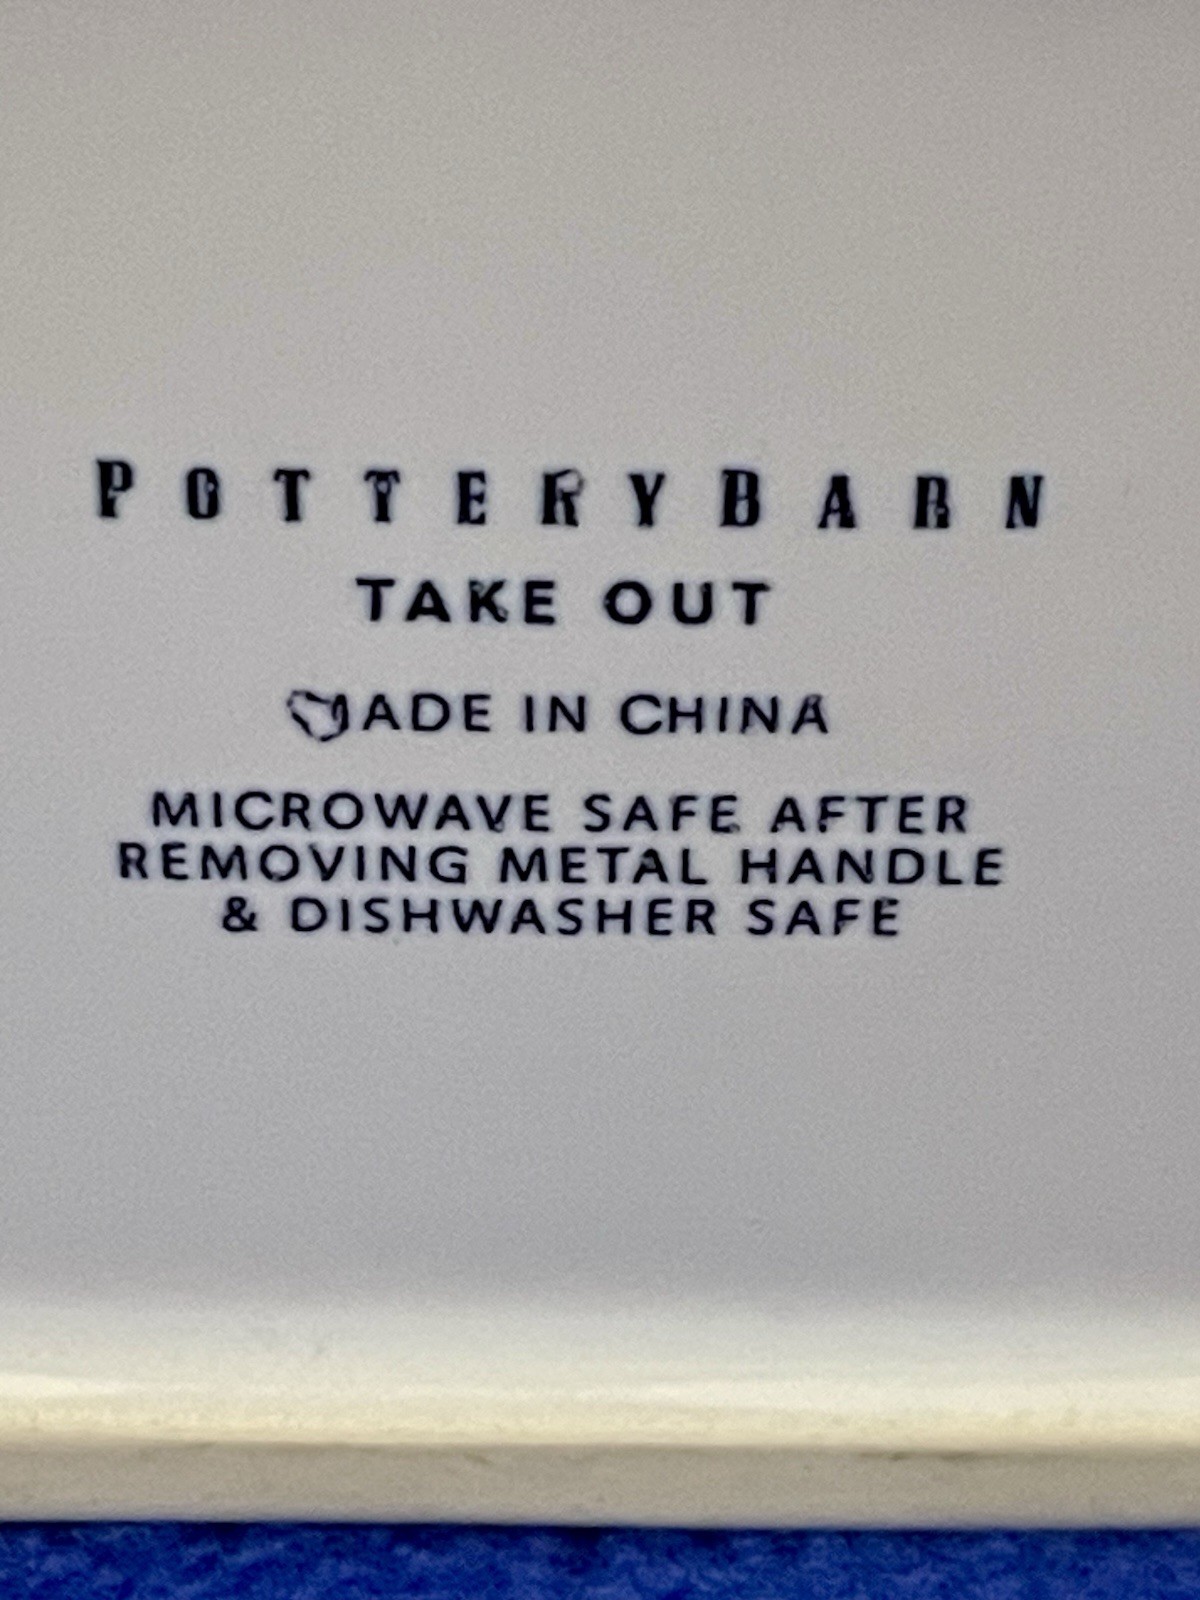 POTTERYBARN
TAKE OUT
MADE IN CHINA
MICROWAVE SAFE AFTER
REMOVING METAL HANDLE
& DISHWASHER SAFE